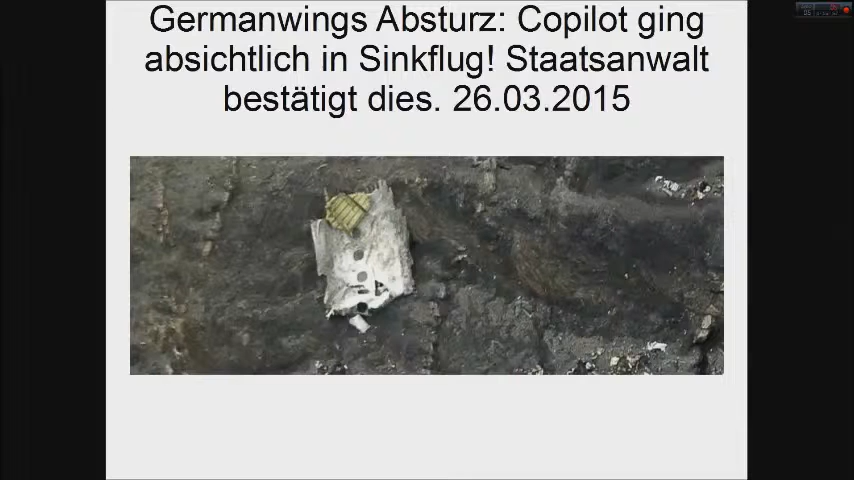 Germanwings Absturz: Copilot ging
absichtlich in Sinkflug! Staatsanwalt
bestätigt dies. 26.03.2015